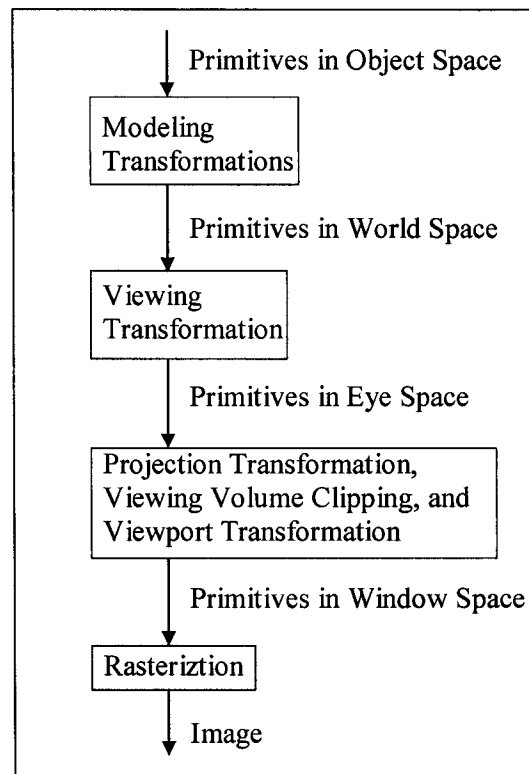 Primitives in Object Space
Modeling
Transformations
Primitives in World Space
Viewing
Transformation
Primitives in Eye Space
Projection Transformation,
Viewing Volume Clipping, and
Viewport Transformation
Primitives in Window Space
Rasteriztion
Image